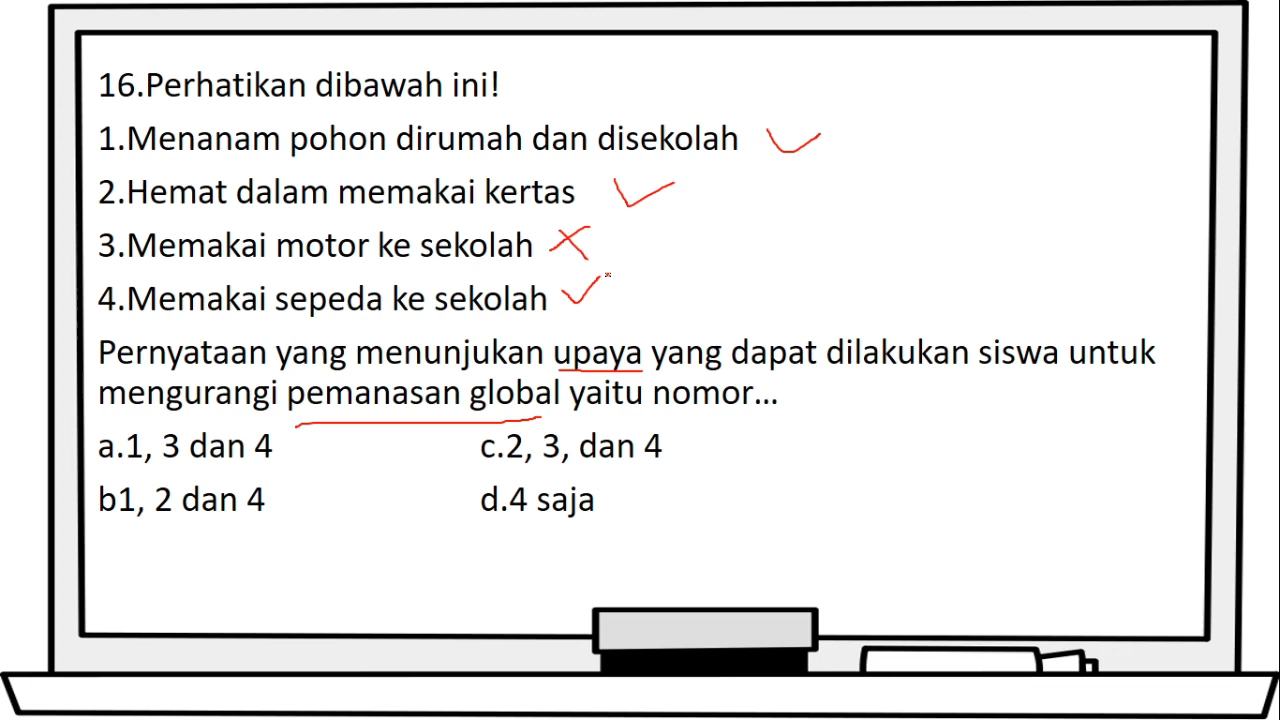 16.Perhatikan dibawah ini!
1.Menanam pohon dirumah dan disekolah
2.Hemat dalam memakai kertas
3.Memakai motor ke sekolah
4.Memakai sepeda ke sekolah
Pernyataan yang menunjukan upaya yang dapat dilakukan siswa untuk
mengurangi pemanasan global yaitu nomor...
a.1, 3 dan 4 c.2, 3, dan 4
b1, 2 dan 4 d.4 saja